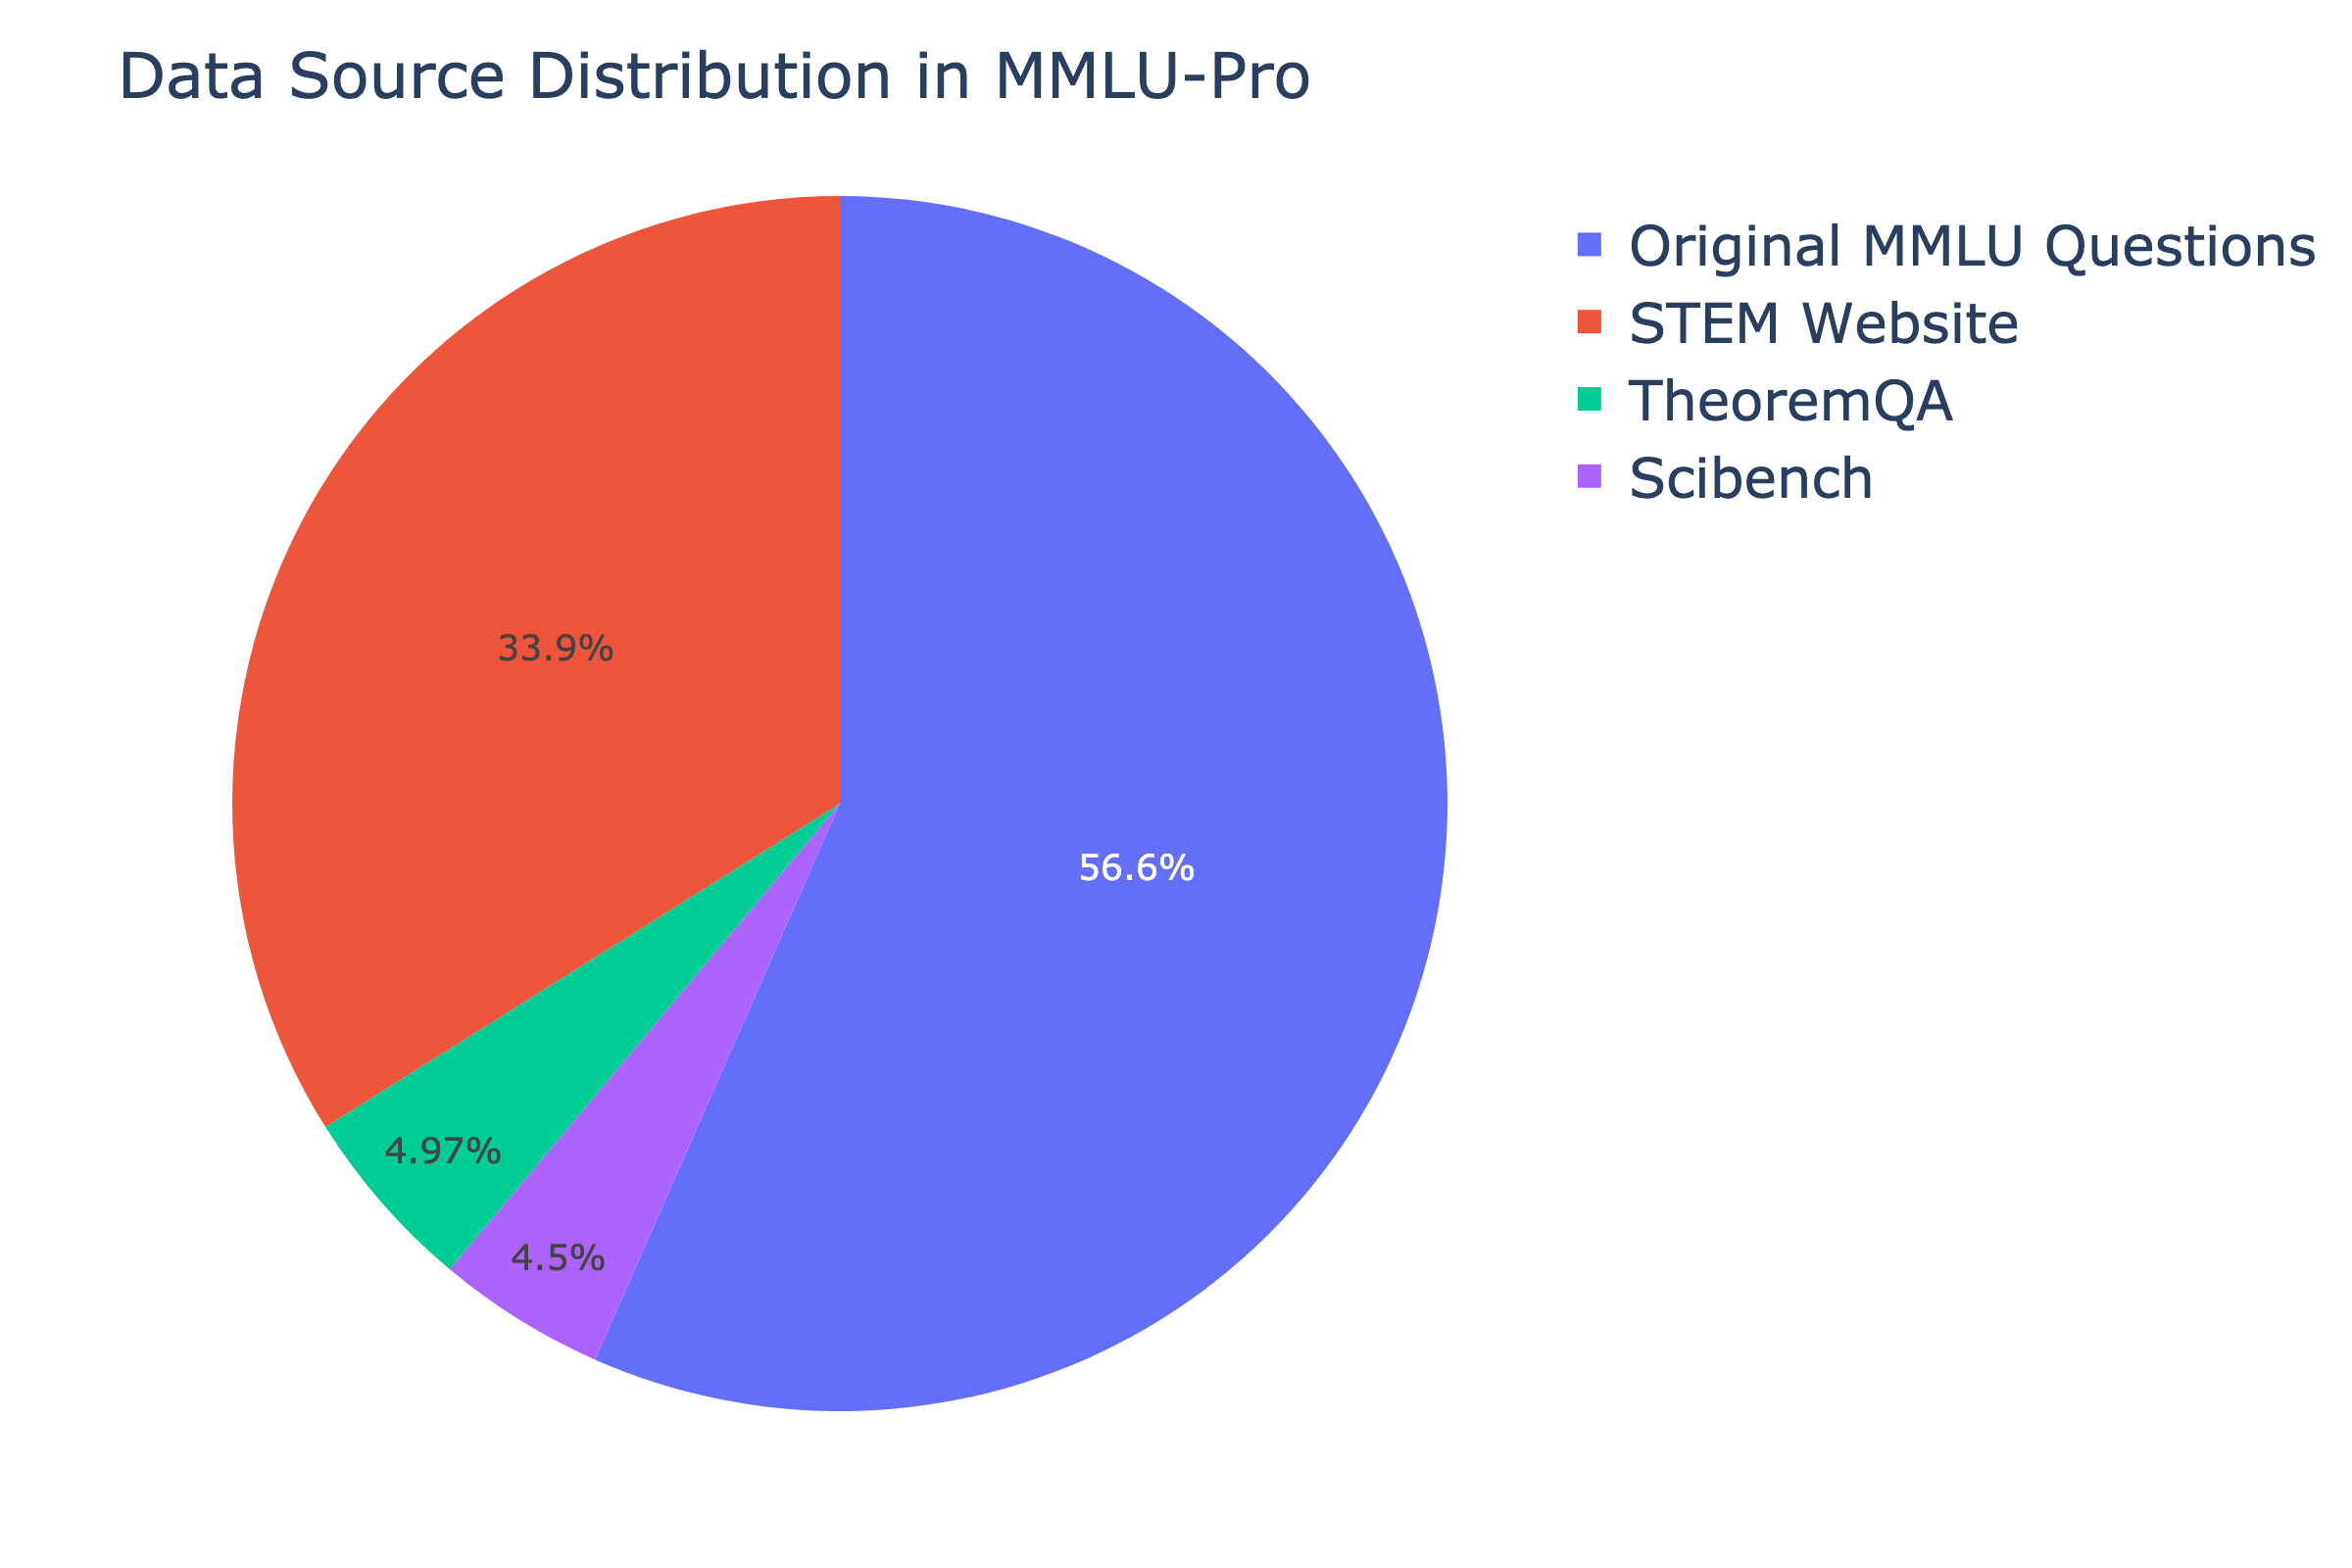 Data Source Distribution in MMLU-Pro
Original MMLU Questions
STEM Website
TheoremQA
Scibench
33.9%
56.6%
4.97%
4.5%